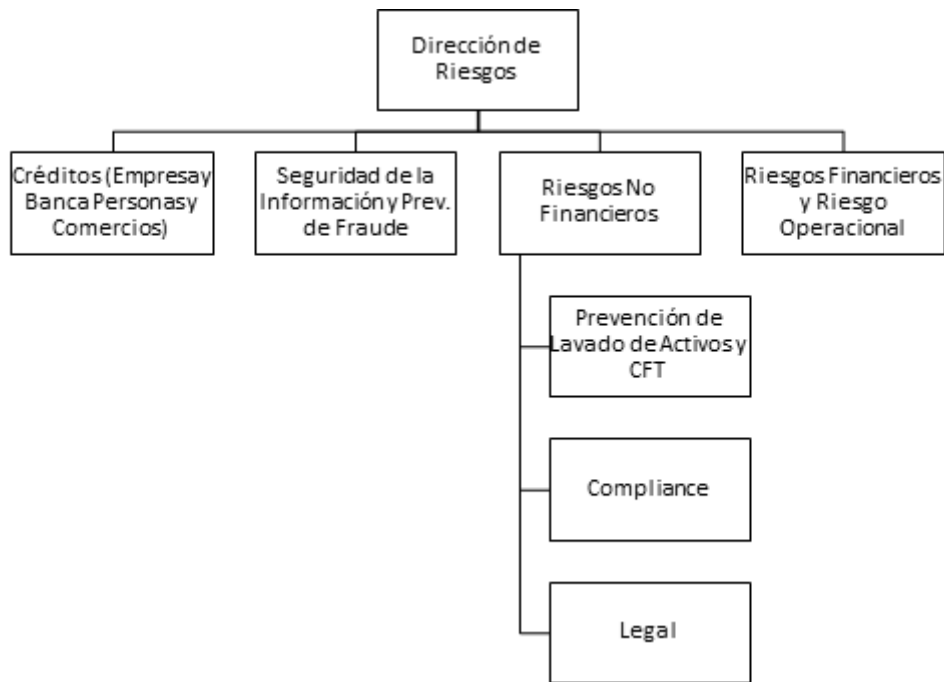 Dirección de
Riesgos
Créditos (Empresa y
Banca Personas y
Comercios)
Seguridad de la
Información y Prev.
de Fraude
Riesgos No
Financieros
Riesgos Financieros
y Riesgo
Operacional
Prevención de
Lavado de Activos y
CFT
Compliance
Legal